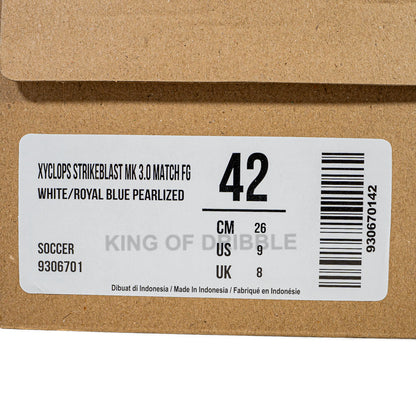 XYCLOPS STRIKEBLAST MK 3.0 MATCH FG
WHITE/ROYAL BLUE PEARLIZED
SOCCER
9306701
42
CM 26
US 9
UK 8
KING OF DRIBBLE
Dibuat di Indonesia / Made In Indonesia / Fabriqué en Indonésie
930670142